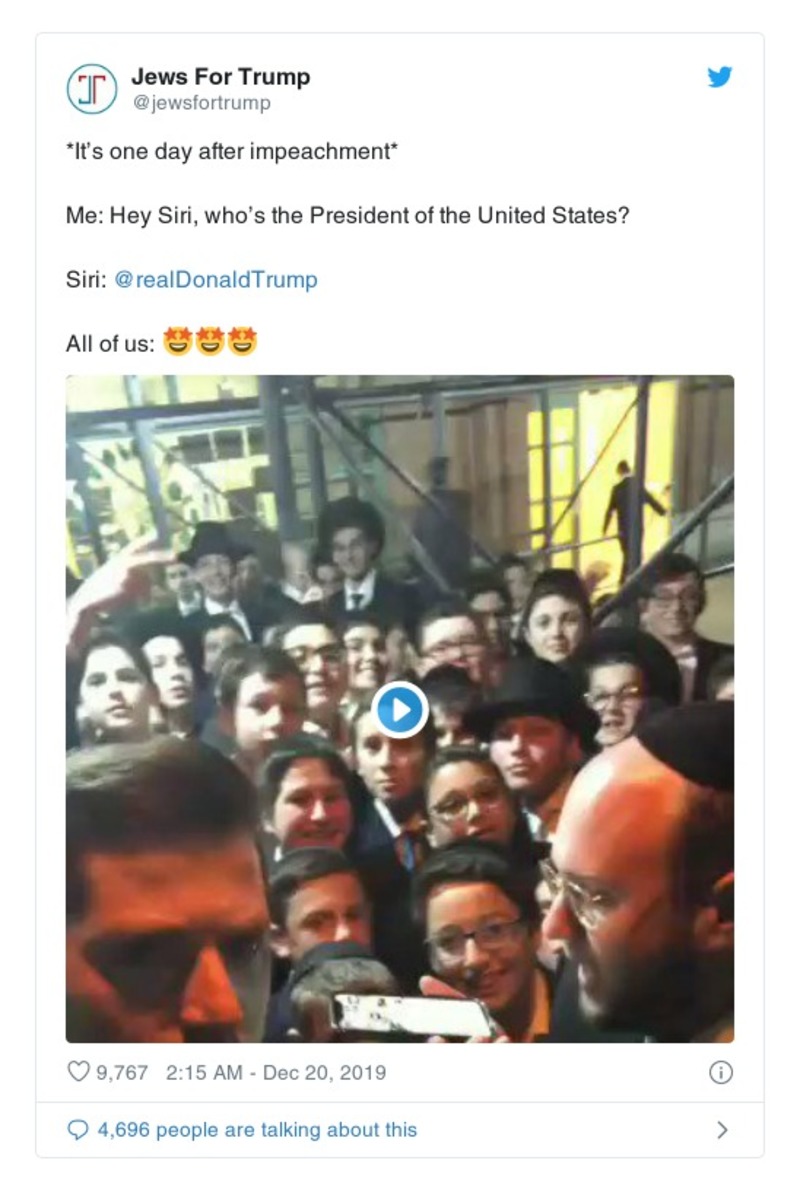 Jews For Trump
@jewsfortrump
*It's one day after impeachment*
Me: Hey Siri, who's the President of the United States?
Siri: @realDonaldTrump
All of us: 🤩🤩🤩
9,767 2:15 AM - Dec 20, 2019
4,696 people are talking about this